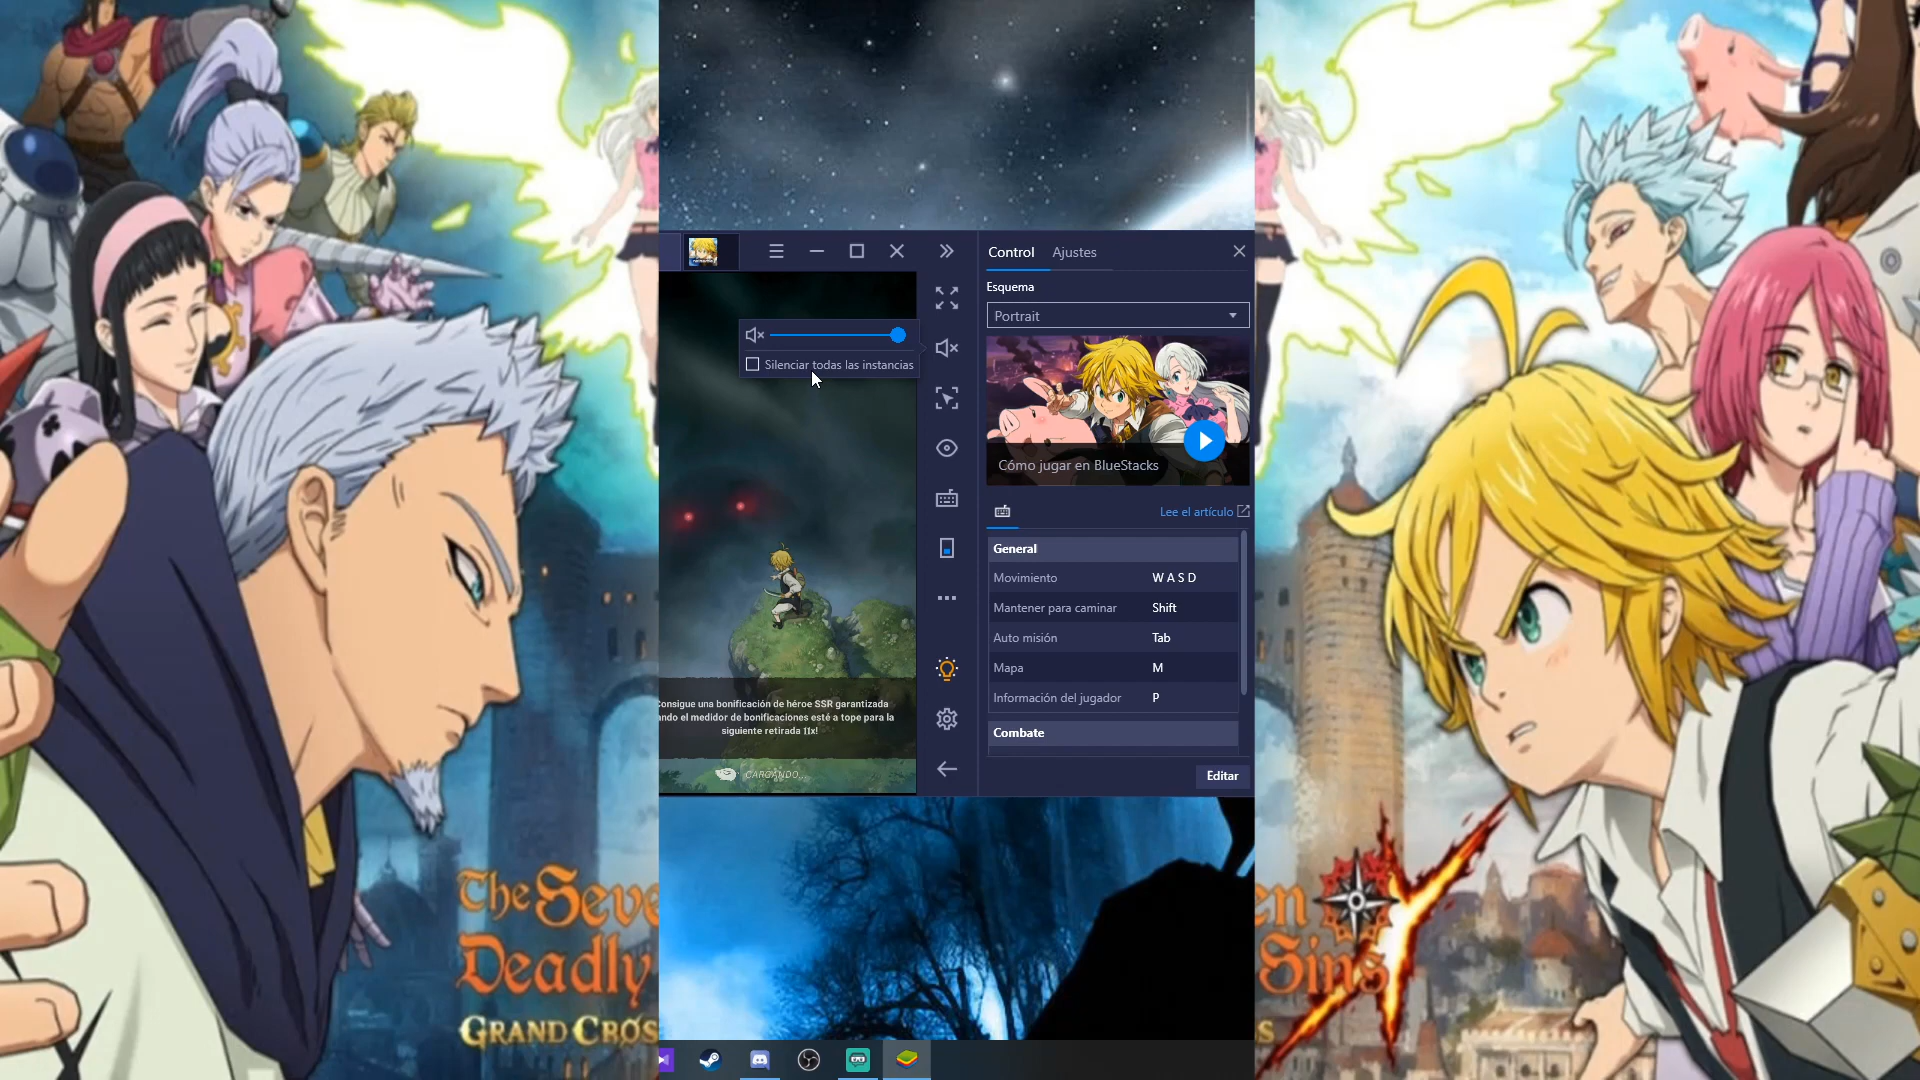 Control Ajustes
Esquema
Portrait
Silenciar todas las instancias
Cómo jugar en BlueStacks
Lee el artículo
General
Movimiento W A S D
Mantener para caminar Shift
Auto misión Tab
Mapa M
Información del jugador P
Combate
Editar
Consigue una bonificación de héroe SSR garantizada
ando el medidor de bonificaciones esté a tope para la
siguiente retirada 11x!
CARGANDO...
The Seve
Deadly
GRAND CROS
en
Sins
S